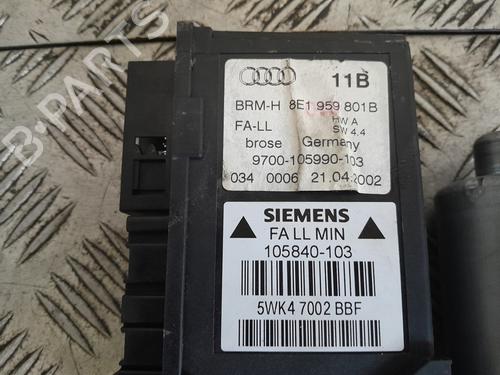 11B
BRM-H 8E1 959 801B
FA-LL HW A
SW 4.4
brose Germany
9700-105990-103
034 0006 21.04.2002
SIEMENS
FA LL MIN
105840-103
5WK4 7002 BBF